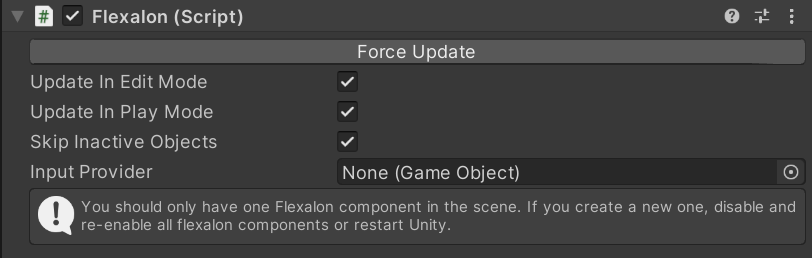 Flexalon (Script)
Force Update
Update In Edit Mode
Update In Play Mode
Skip Inactive Objects
Input Provider None (Game Object)
You should only have one Flexalon component in the scene. If you create a new one, disable and
re-enable all flexalon components or restart Unity.